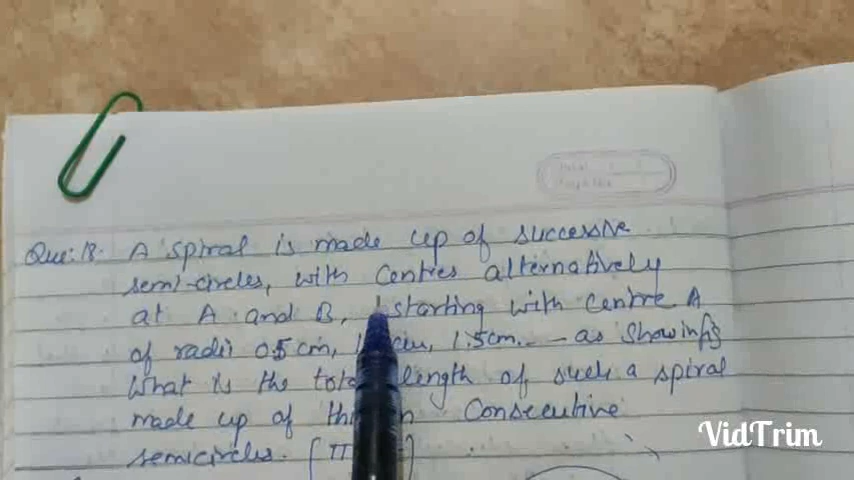 Que: 18. A spiral is made up of successive
semi-circles, with centres alternatively
at A and B, starting with centre A
of radii 0.5 cm, 1.5cm. - as Shown in fig
What is the length of such a spiral
made up of Consecutive
semicircles. [π
VidTrim